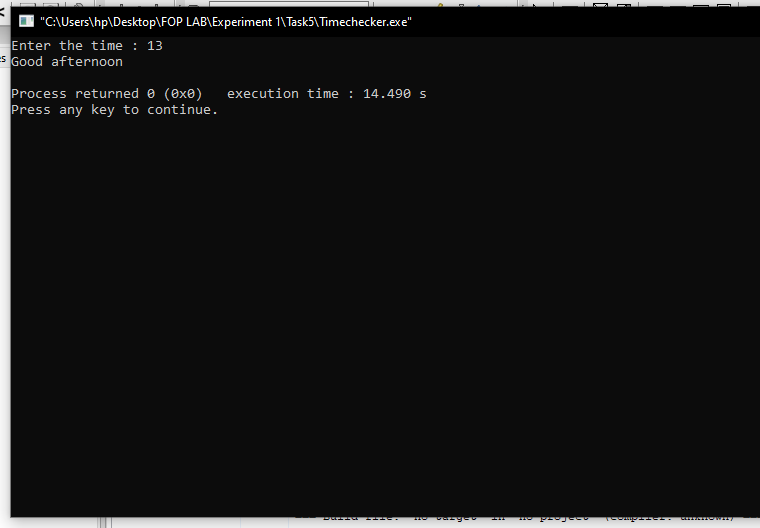 "C:\Users\hp\Desktop\FOP LAB\Experiment 1\Task5\Timechecker.exe"
Enter the time : 13
es
Good afternoon
Process returned 0 (0x0)   execution time : 14.490 s
Press any key to continue.